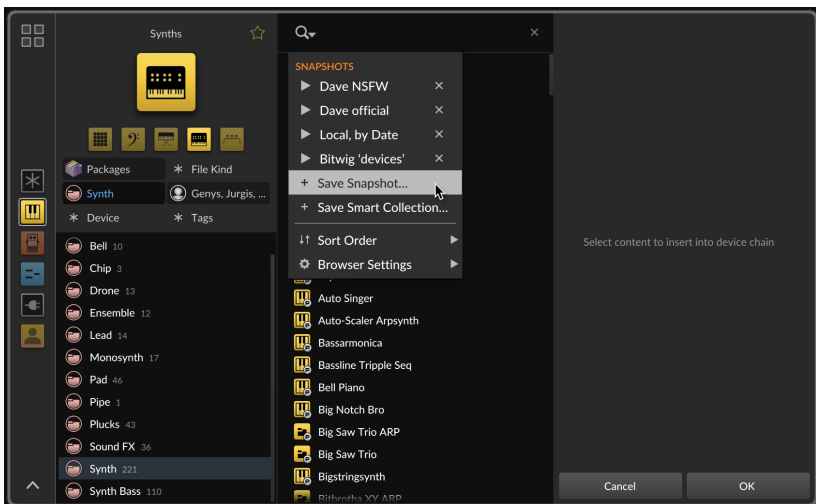 Synths
Packages
File Kind
Synth
Genys, Jurgis, ...
Device
Tags
Bell 10
Chip 3
Drone 13
Ensemble 12
Lead 14
Monosynth 17
Pad 46
Pipe 1
Plucks 43
Sound FX 36
Synth 221
Synth Bass 110
SNAPSHOTS
Dave NSFW
Dave official
Local, by Date
Bitwig 'devices'
+ Save Snapshot...
+ Save Smart Collection...
Sort Order
Browser Settings
Auto Singer
Auto-Scaler Arpsynth
Bassarmonica
Bassline Tripple Seq
Bell Piano
Big Notch Bro
Big Saw Trio ARP
Big Saw Trio
Bigstringsynth
Bithrotha XY ARP
Select content to insert into device chain
Cancel
OK